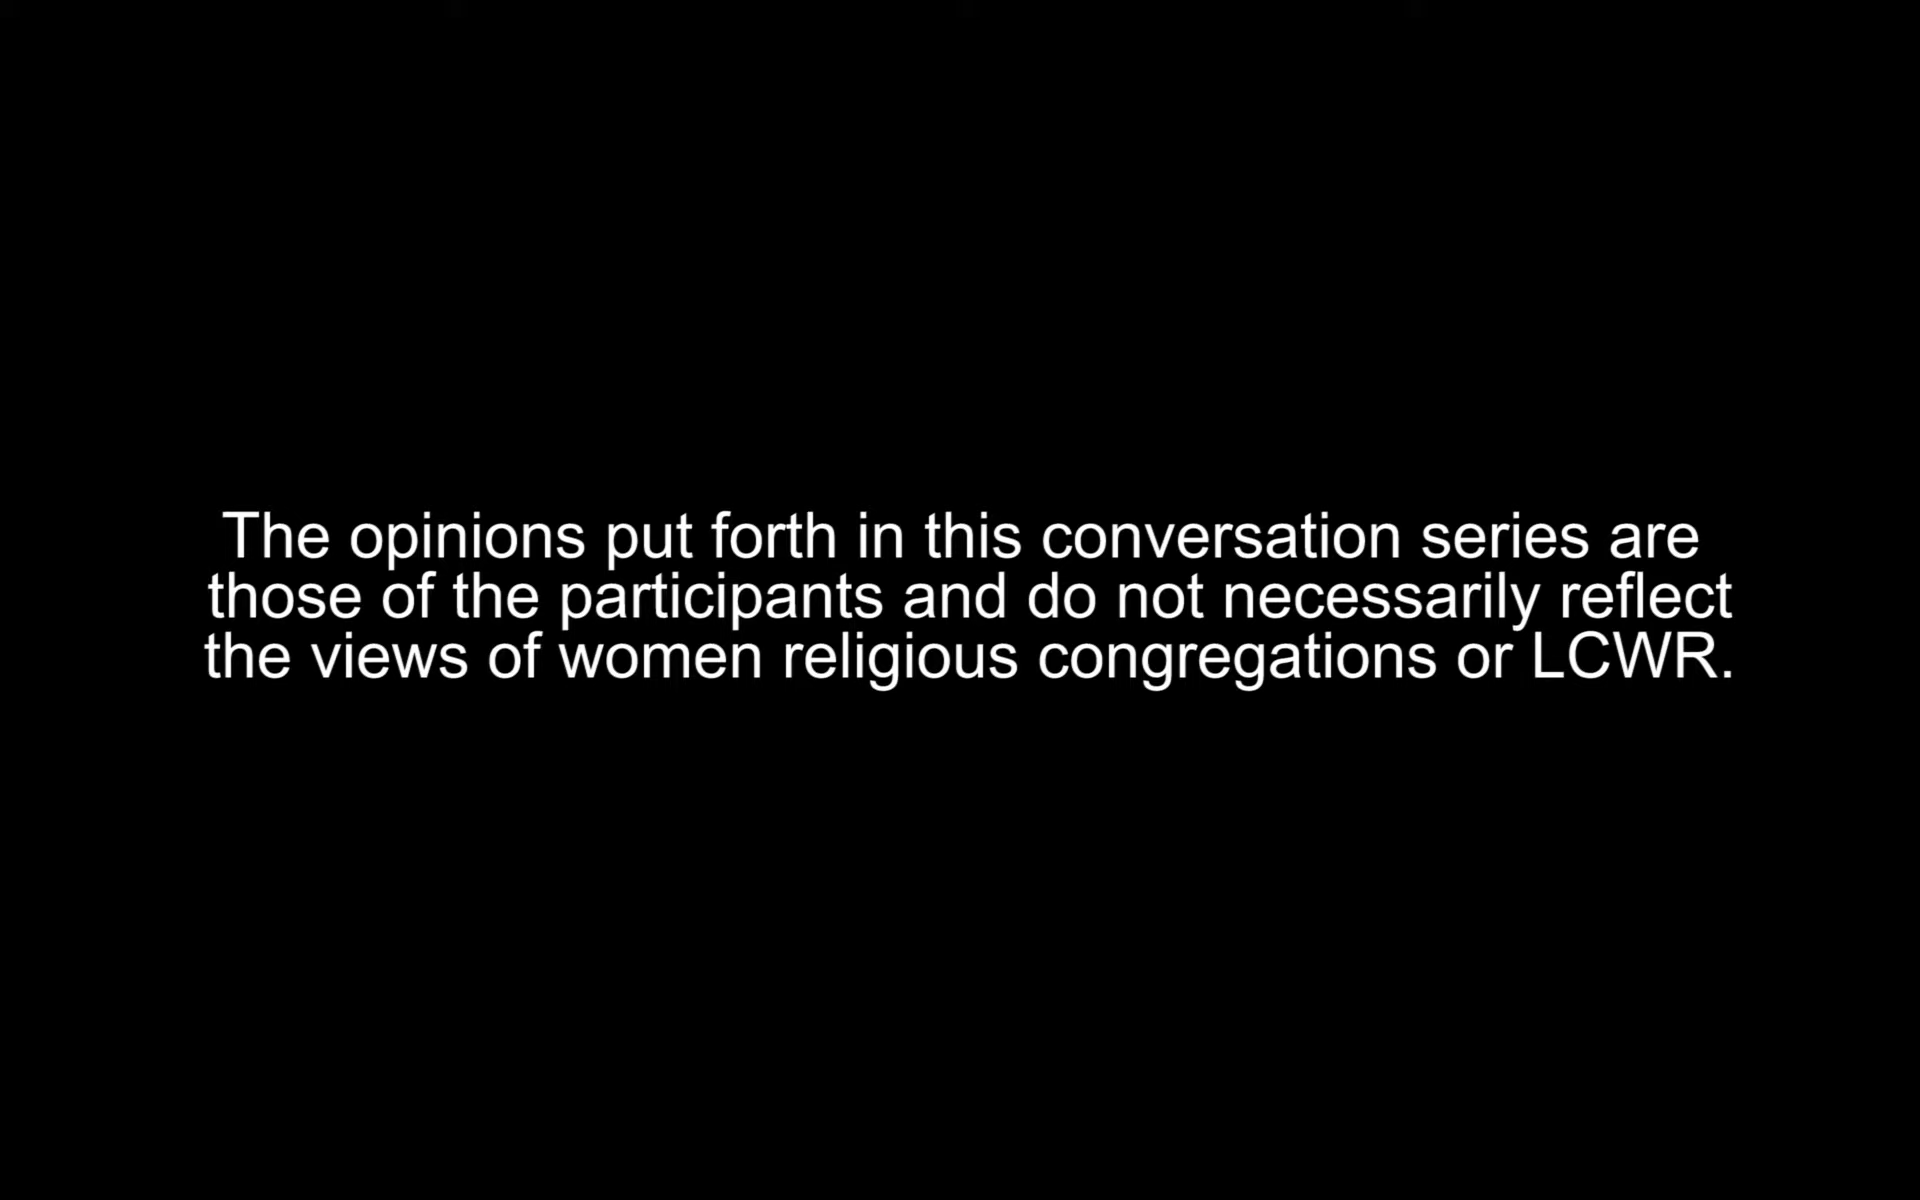 The opinions put forth in this conversation series are
those of the participants and do not necessarily reflect
the views of women religious congregations or LCWR.